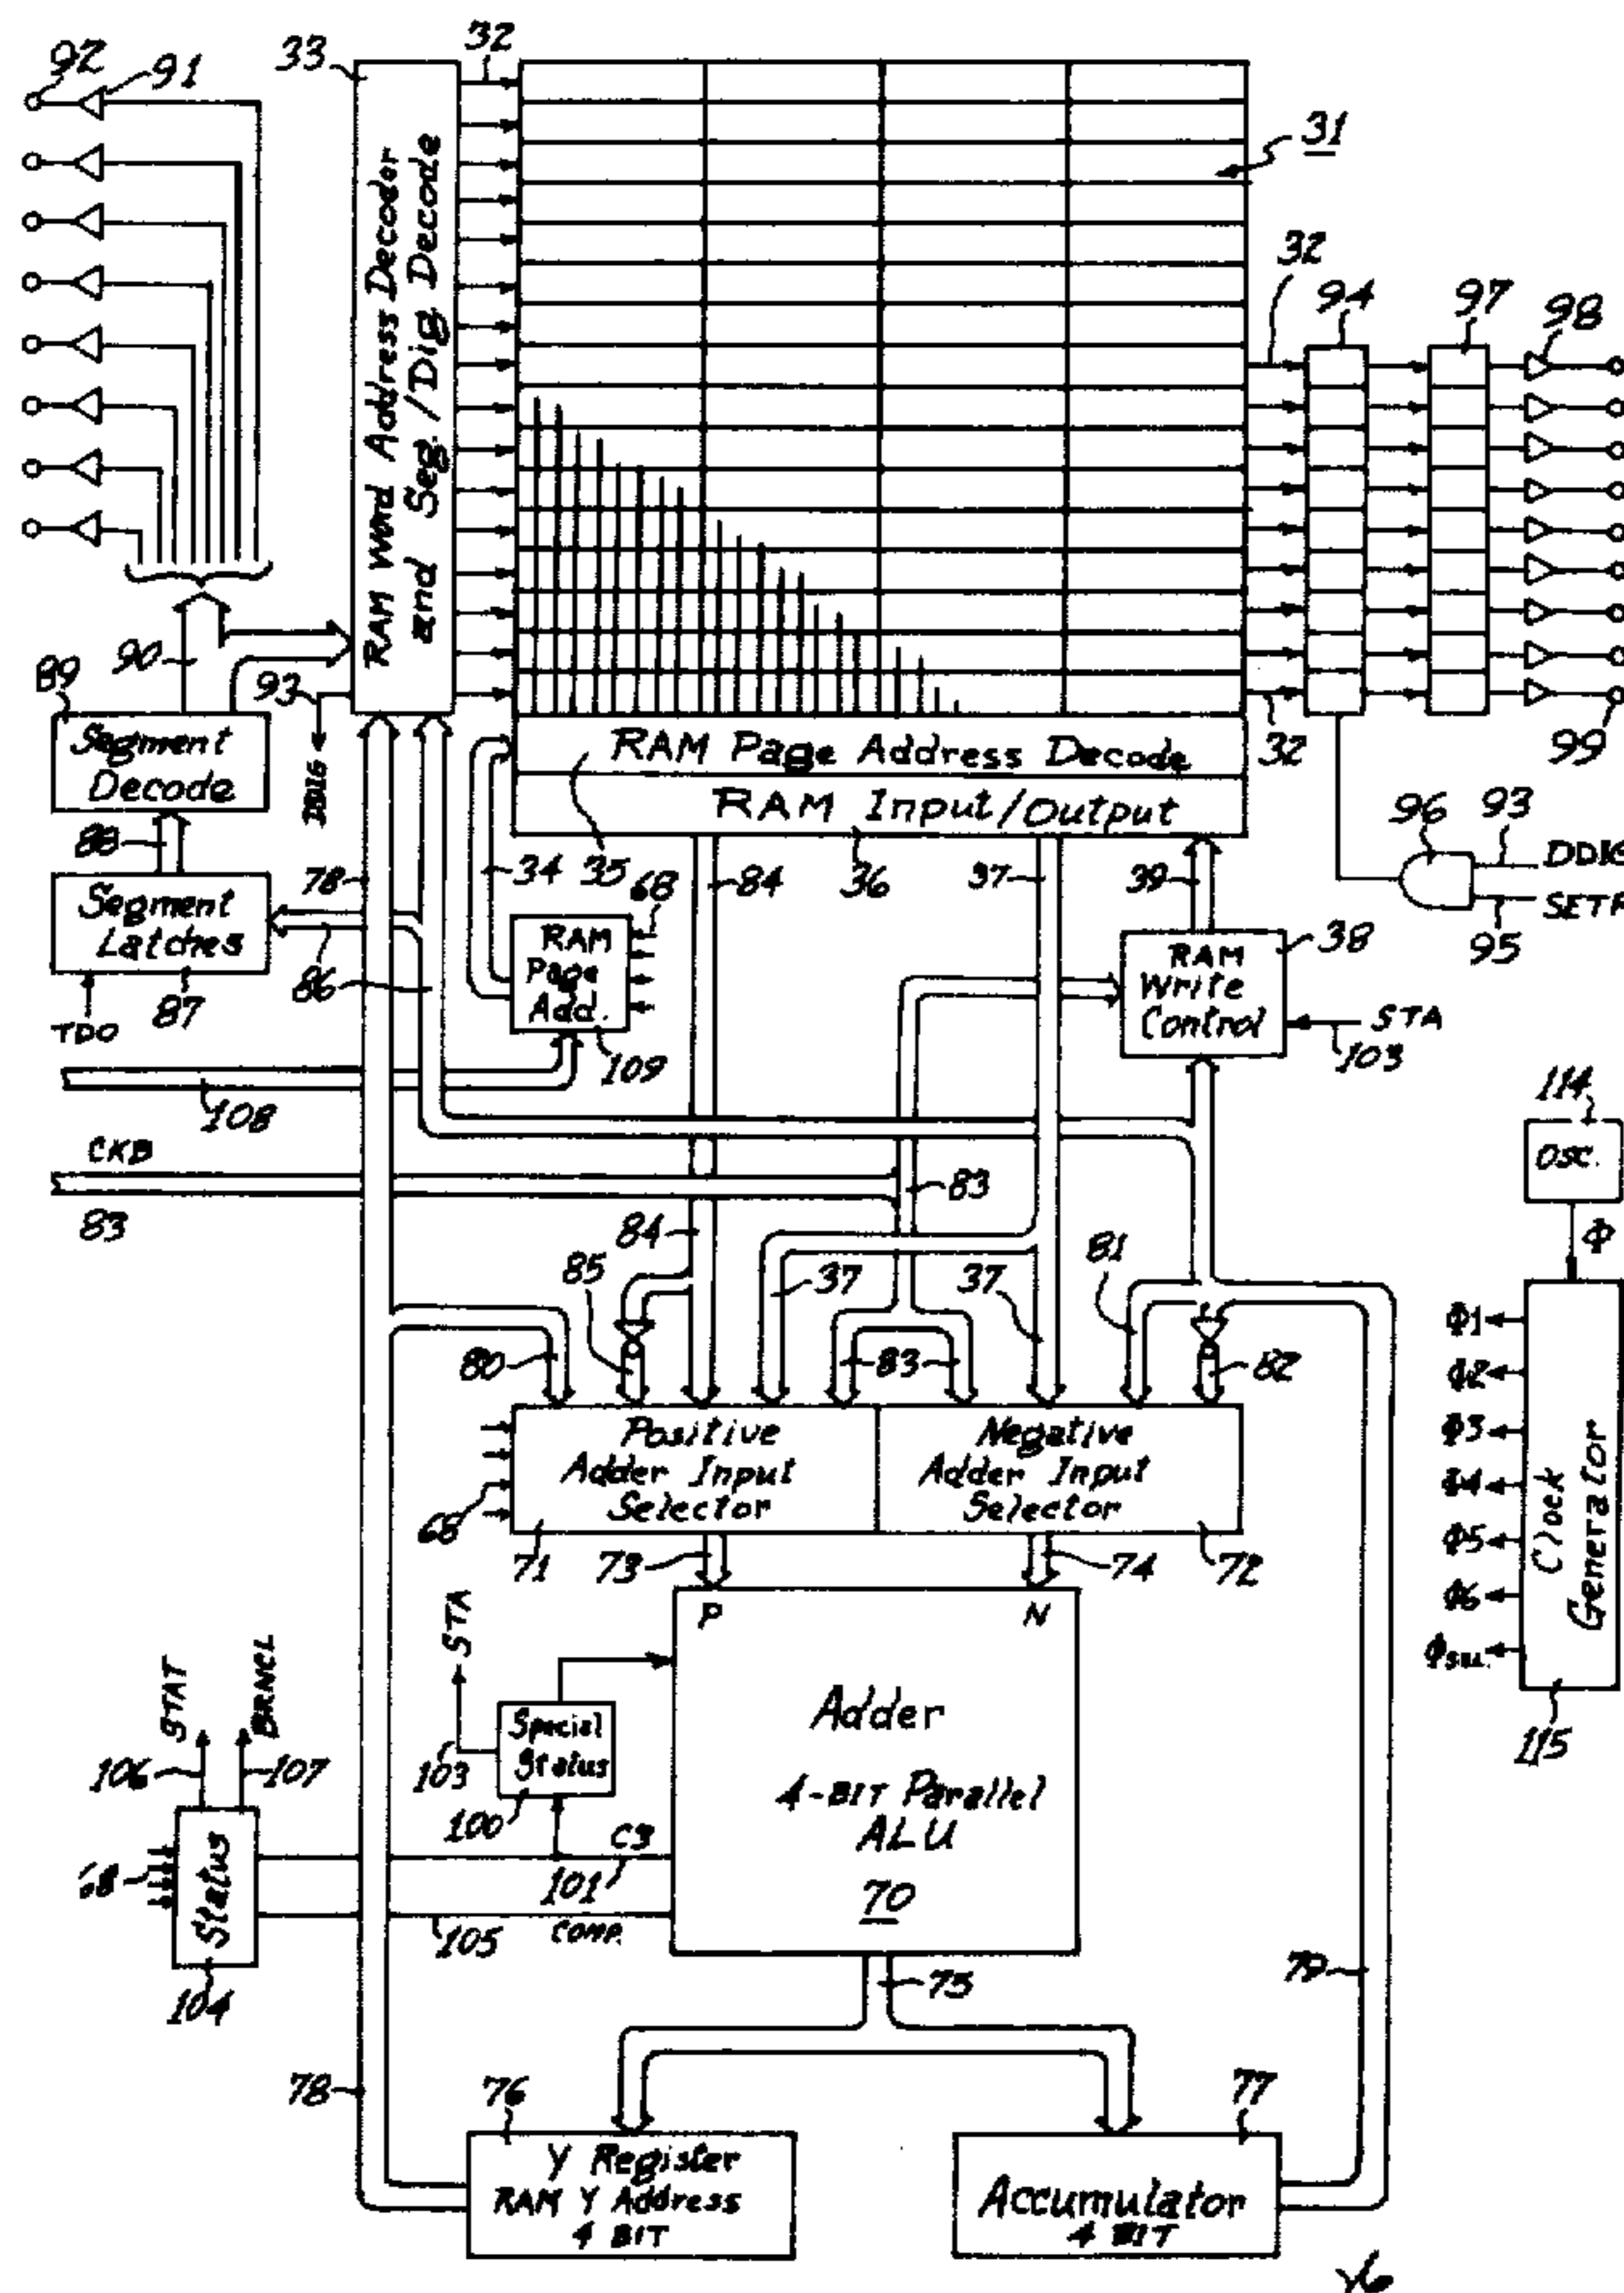 92
91
33
32
RAM Word Address Decoder
and Seg./Dig Decode
31
32
94
97
98
90
89
93
Segment
Decode
DDIG
88
Segment
Latches
TDO
87
86
78
RAM Page Address Decode
RAM Input/Output
34
35
84
36
37
39
32
99
96
93
DDIG
SETR
95
68
RAM
Page
Add.
109
38
RAM
Write
Control
STA
103
108
CKB
83
83
84
85
37
37
81
80
83
82
114
Osc.
Φ
Φ1
Φ2
Φ3
Φ4
Φ5
Φ6
Clock
Generator
115
Positive
Adder Input
Selector
Negative
Adder Input
Selector
68
71
73
74
72
P
N
STA
Special
Status
103
100
Adder
4-BIT Parallel
ALU
70
STAT
BRNCL
106
107
C3
101
68
Status
105
COMP.
104
75
79
78
76
77
Y Register
RAM Y Address
4 BIT
Accumulator
4 BIT